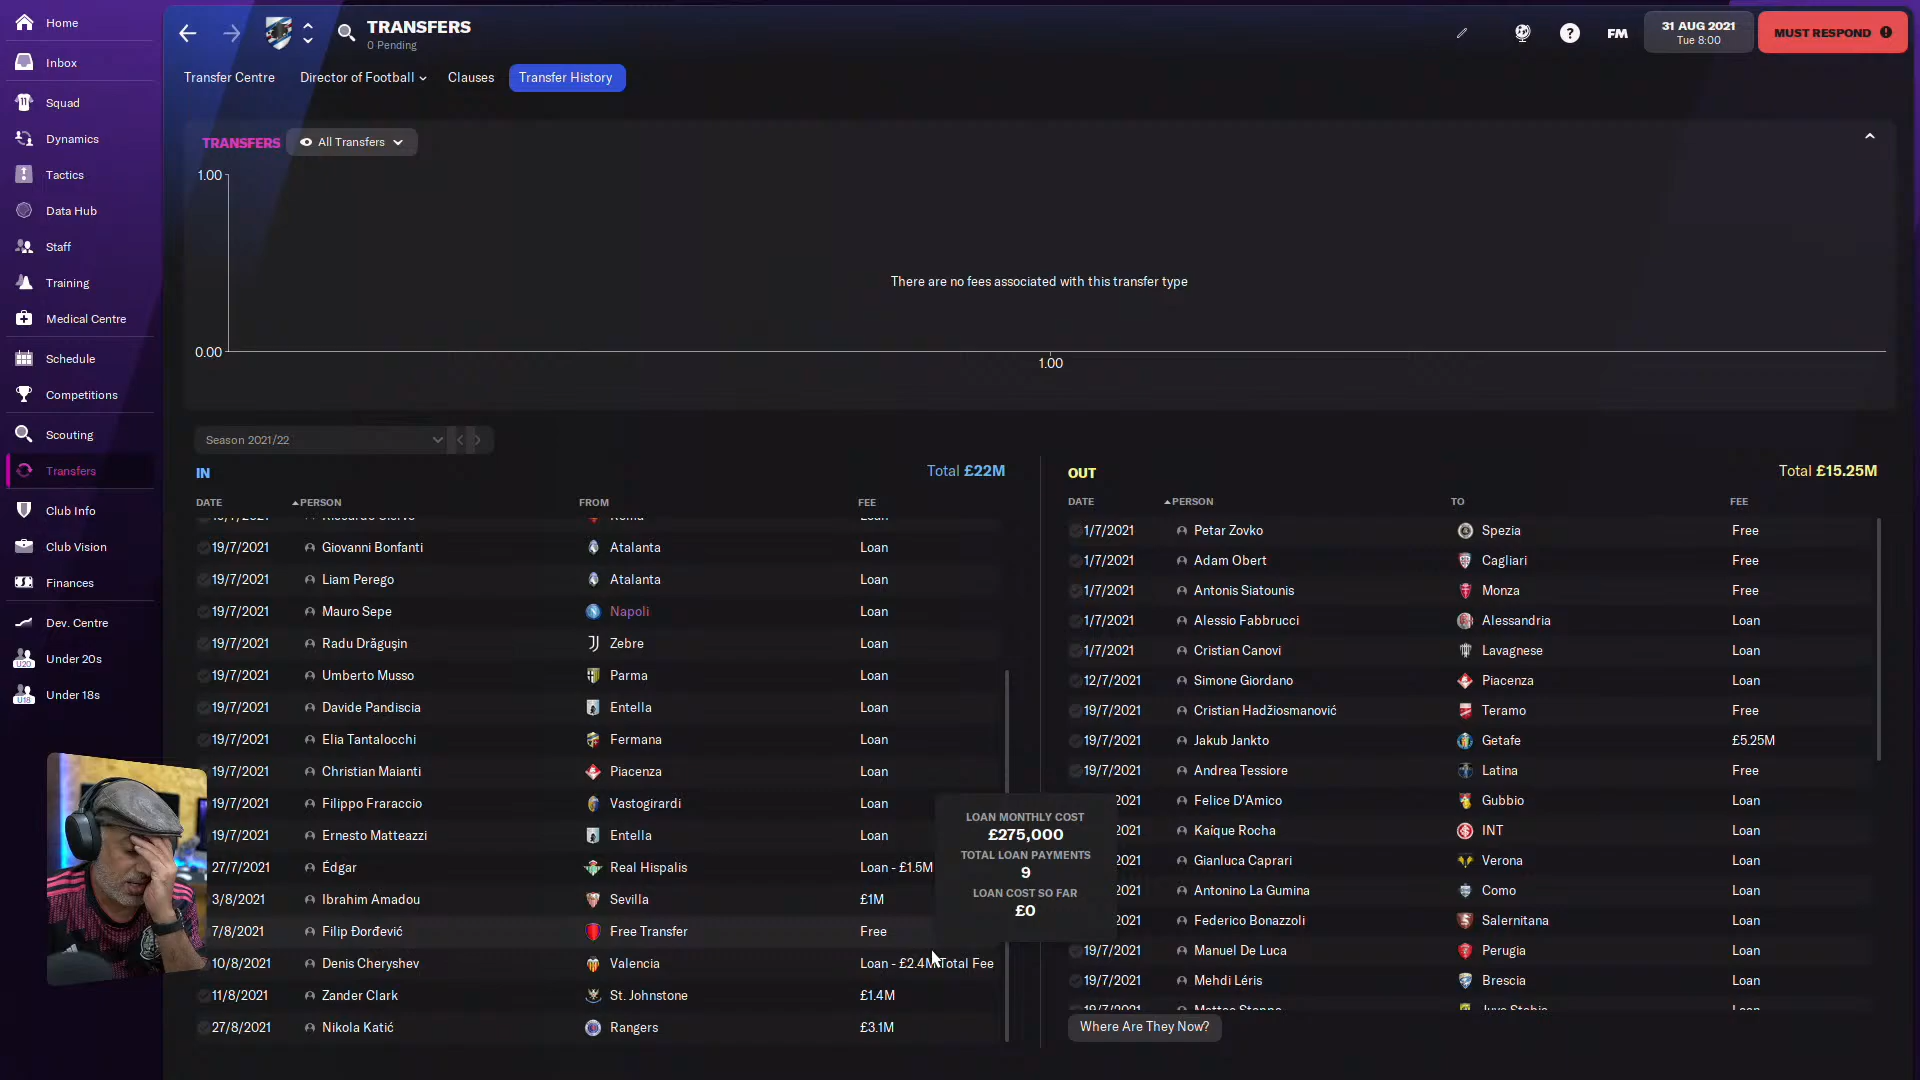 Home
Inbox
Squad
Dynamics
Tactics
Data Hub
Staff
Training
Medical Centre
Schedule
Competitions
Scouting
Transfers
Club Info
Club Vision
Finances
Dev. Centre
U20 Under 20s
U18 Under 18s
TRANSFERS
0 Pending
FM
31 AUG 2021
Tue 8:00
MUST RESPOND
Transfer Centre Director of Football Clauses Transfer History
TRANSFERS All Transfers
1.00
There are no fees associated with this transfer type
0.00
1.00
Season 2021/22
IN Total £22M
DATE PERSON FROM FEE
19/7/2021 Giovanni Bonfanti Atalanta Loan
19/7/2021 Liam Perego Atalanta Loan
19/7/2021 Mauro Sepe Napoli Loan
19/7/2021 Radu Drăguşin Zebre Loan
19/7/2021 Umberto Musso Parma Loan
19/7/2021 Davide Pandiscia Entella Loan
19/7/2021 Elia Tantalocchi Fermana Loan
19/7/2021 Christian Maianti Piacenza Loan
19/7/2021 Filippo Fraraccio Vastogirardi Loan
19/7/2021 Ernesto Matteazzi Entella Loan
27/7/2021 Édgar Real Hispalis Loan - £1.5M
3/8/2021 Ibrahim Amadou Sevilla £1M
7/8/2021 Filip Đorđević Free Transfer Free
10/8/2021 Denis Cheryshev Valencia Loan - £2.4M Total Fee
11/8/2021 Zander Clark St. Johnstone £1.4M
27/8/2021 Nikola Katić Rangers £3.1M
LOAN MONTHLY COST
£275,000
TOTAL LOAN PAYMENTS
9
LOAN COST SO FAR
£0
OUT Total £15.25M
DATE PERSON TO FEE
1/7/2021 Petar Zovko Spezia Free
1/7/2021 Adam Obert Cagliari Free
1/7/2021 Antonis Siatounis Monza Free
1/7/2021 Alessio Fabbrucci Alessandria Loan
1/7/2021 Cristian Canovi Lavagnese Loan
12/7/2021 Simone Giordano Piacenza Loan
19/7/2021 Cristian Hadžiosmanović Teramo Free
19/7/2021 Jakub Jankto Getafe £5.25M
19/7/2021 Andrea Tessiore Latina Free
2021 Felice D'Amico Gubbio Loan
2021 Kaíque Rocha INT Loan
2021 Gianluca Caprari Verona Loan
2021 Antonino La Gumina Como Loan
2021 Federico Bonazzoli Salernitana Loan
19/7/2021 Manuel De Luca Perugia Loan
19/7/2021 Mehdi Léris Brescia Loan
Where Are They Now?